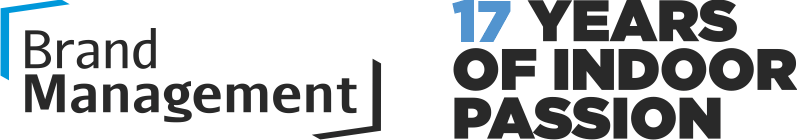 Brand
Management
17 YEARS
OF INDOOR
PASSION